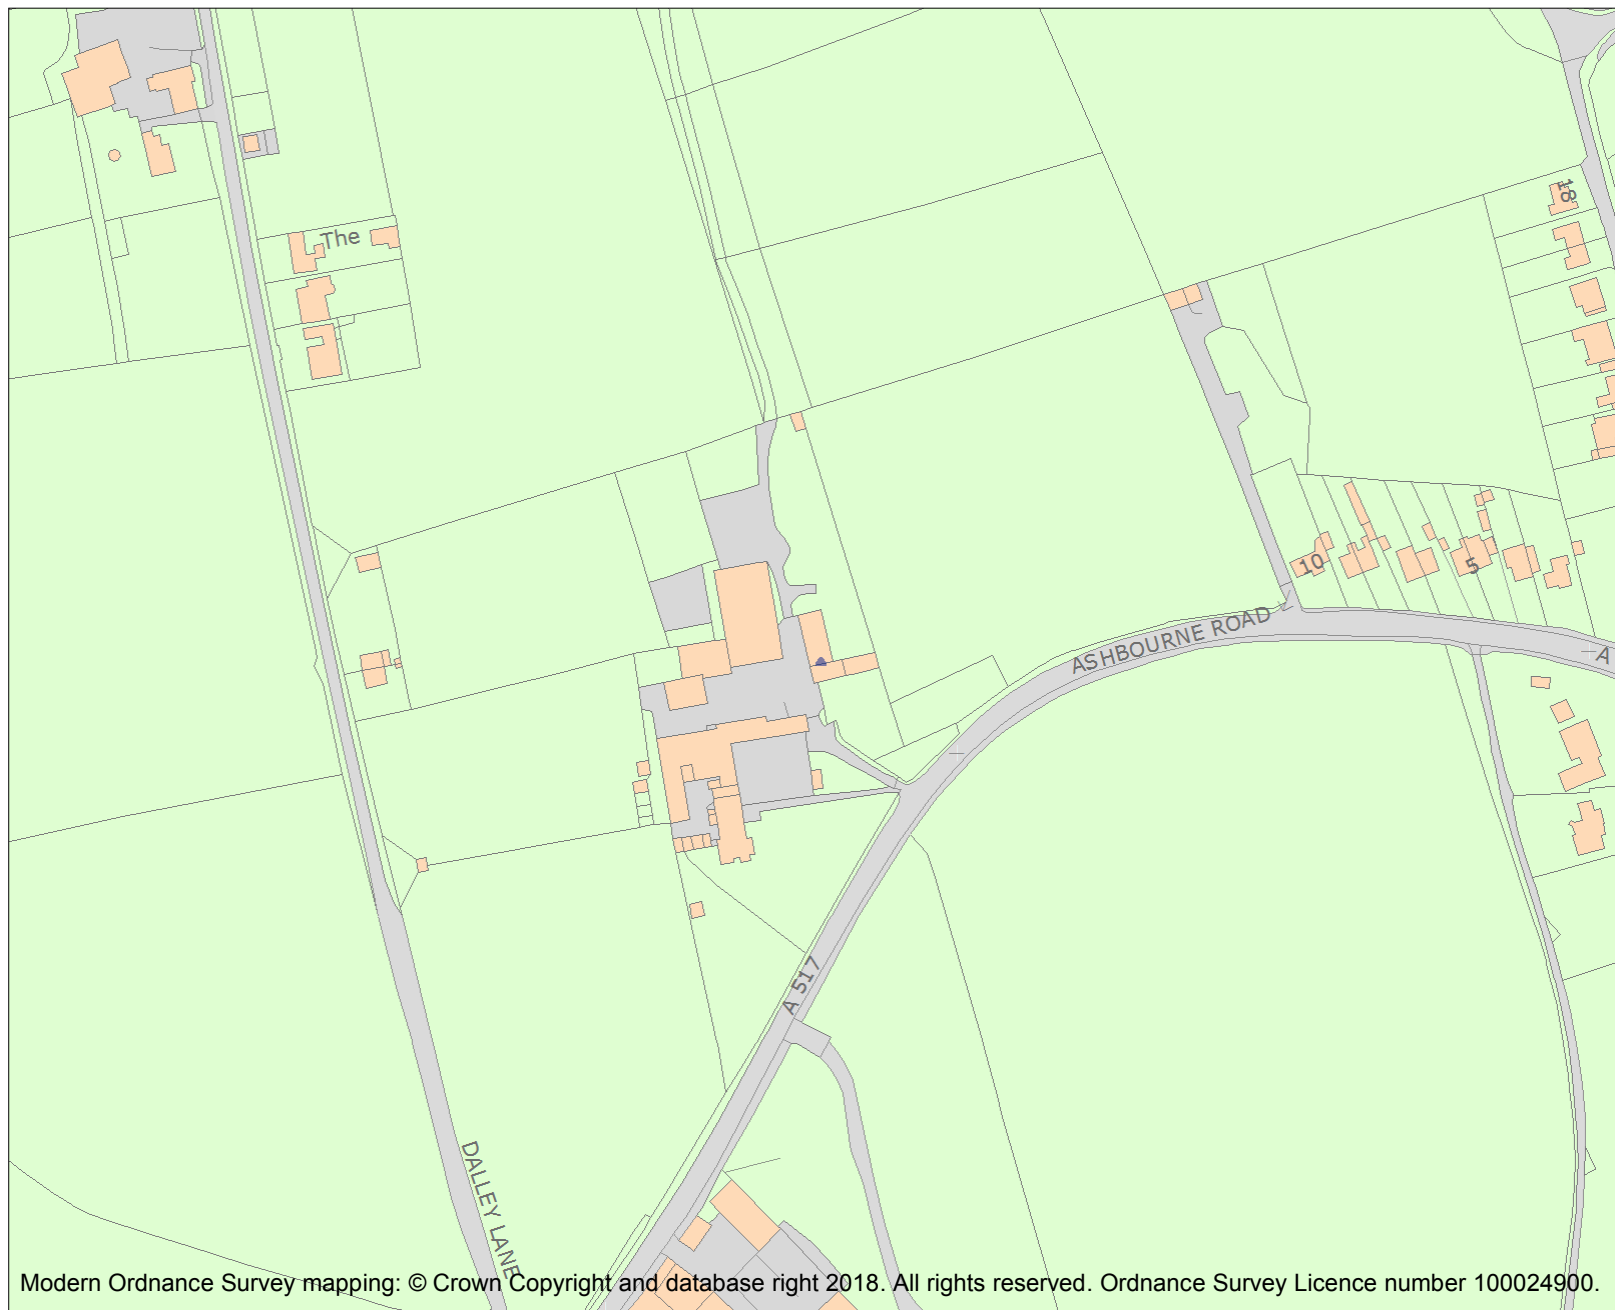 18
The
10
5
ASHBOURNE ROAD
A
A 517
DALLEY LANE
Modern Ordnance Survey mapping: © Crown Copyright and database right 2018. All rights reserved. Ordnance Survey Licence number 100024900.